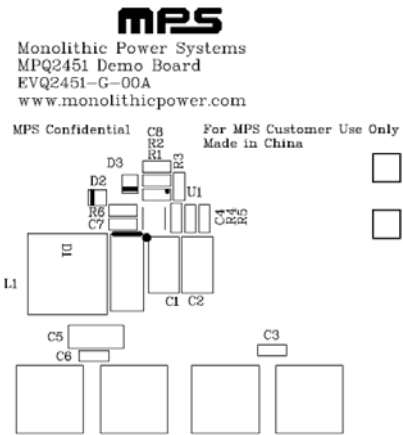 mps
Monolithic Power Systems
MPQ2451 Demo Board
EVQ2451-G-00A
www.monolithicpower.com
MPS Confidential
For MPS Customer Use Only
Made in China
C8
R2
R1
D3
R3
D2
U1
R6
C7
C4
R4
R5
D1
L1
C1
C2
C5
C6
C3